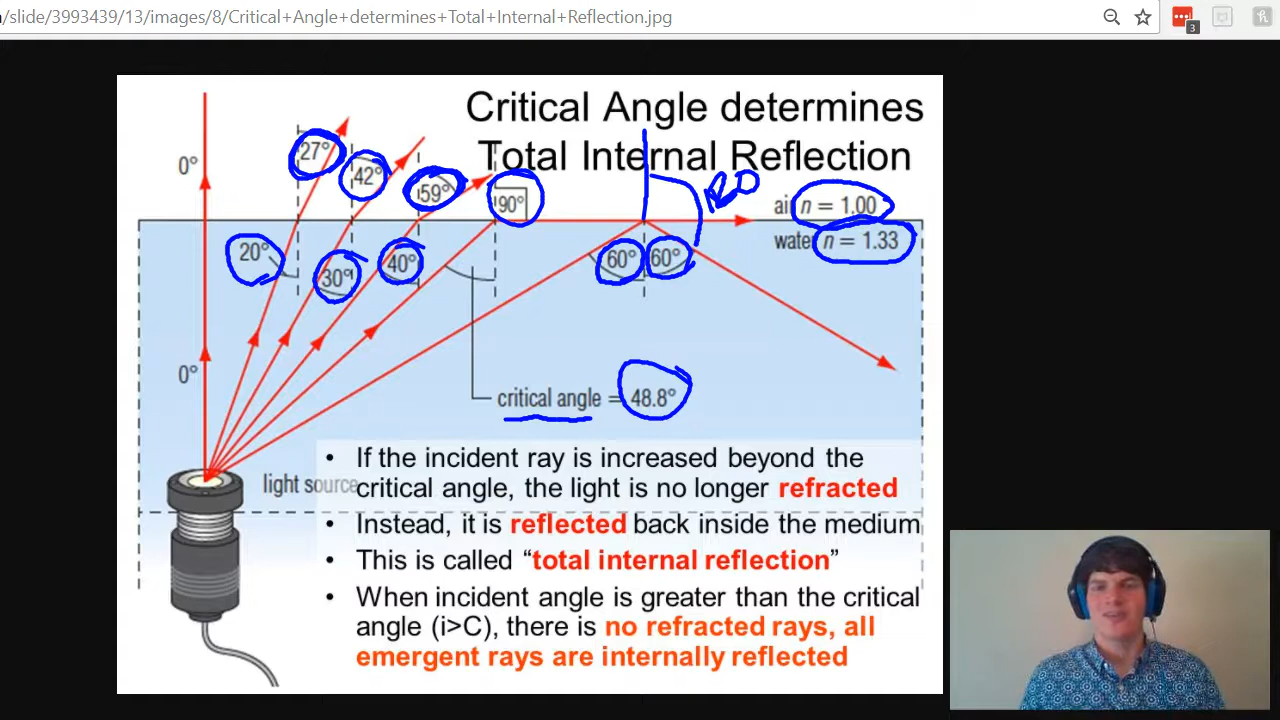 /slide/3993439/13/images/8/Critical+Angle+determines+Total+Internal+Reflection.jpg
3
Critical Angle determines
Total Internal Reflection
0°
27°
42°
59°
90°
air n = 1.00
water n = 1.33
20°
30°
40°
60° 60°
0°
critical angle = 48.8°
light source
• If the incident ray is increased beyond the
critical angle, the light is no longer refracted
• Instead, it is reflected back inside the medium
• This is called “total internal reflection”
• When incident angle is greater than the critical
angle (i>C), there is no refracted rays, all
emergent rays are internally reflected